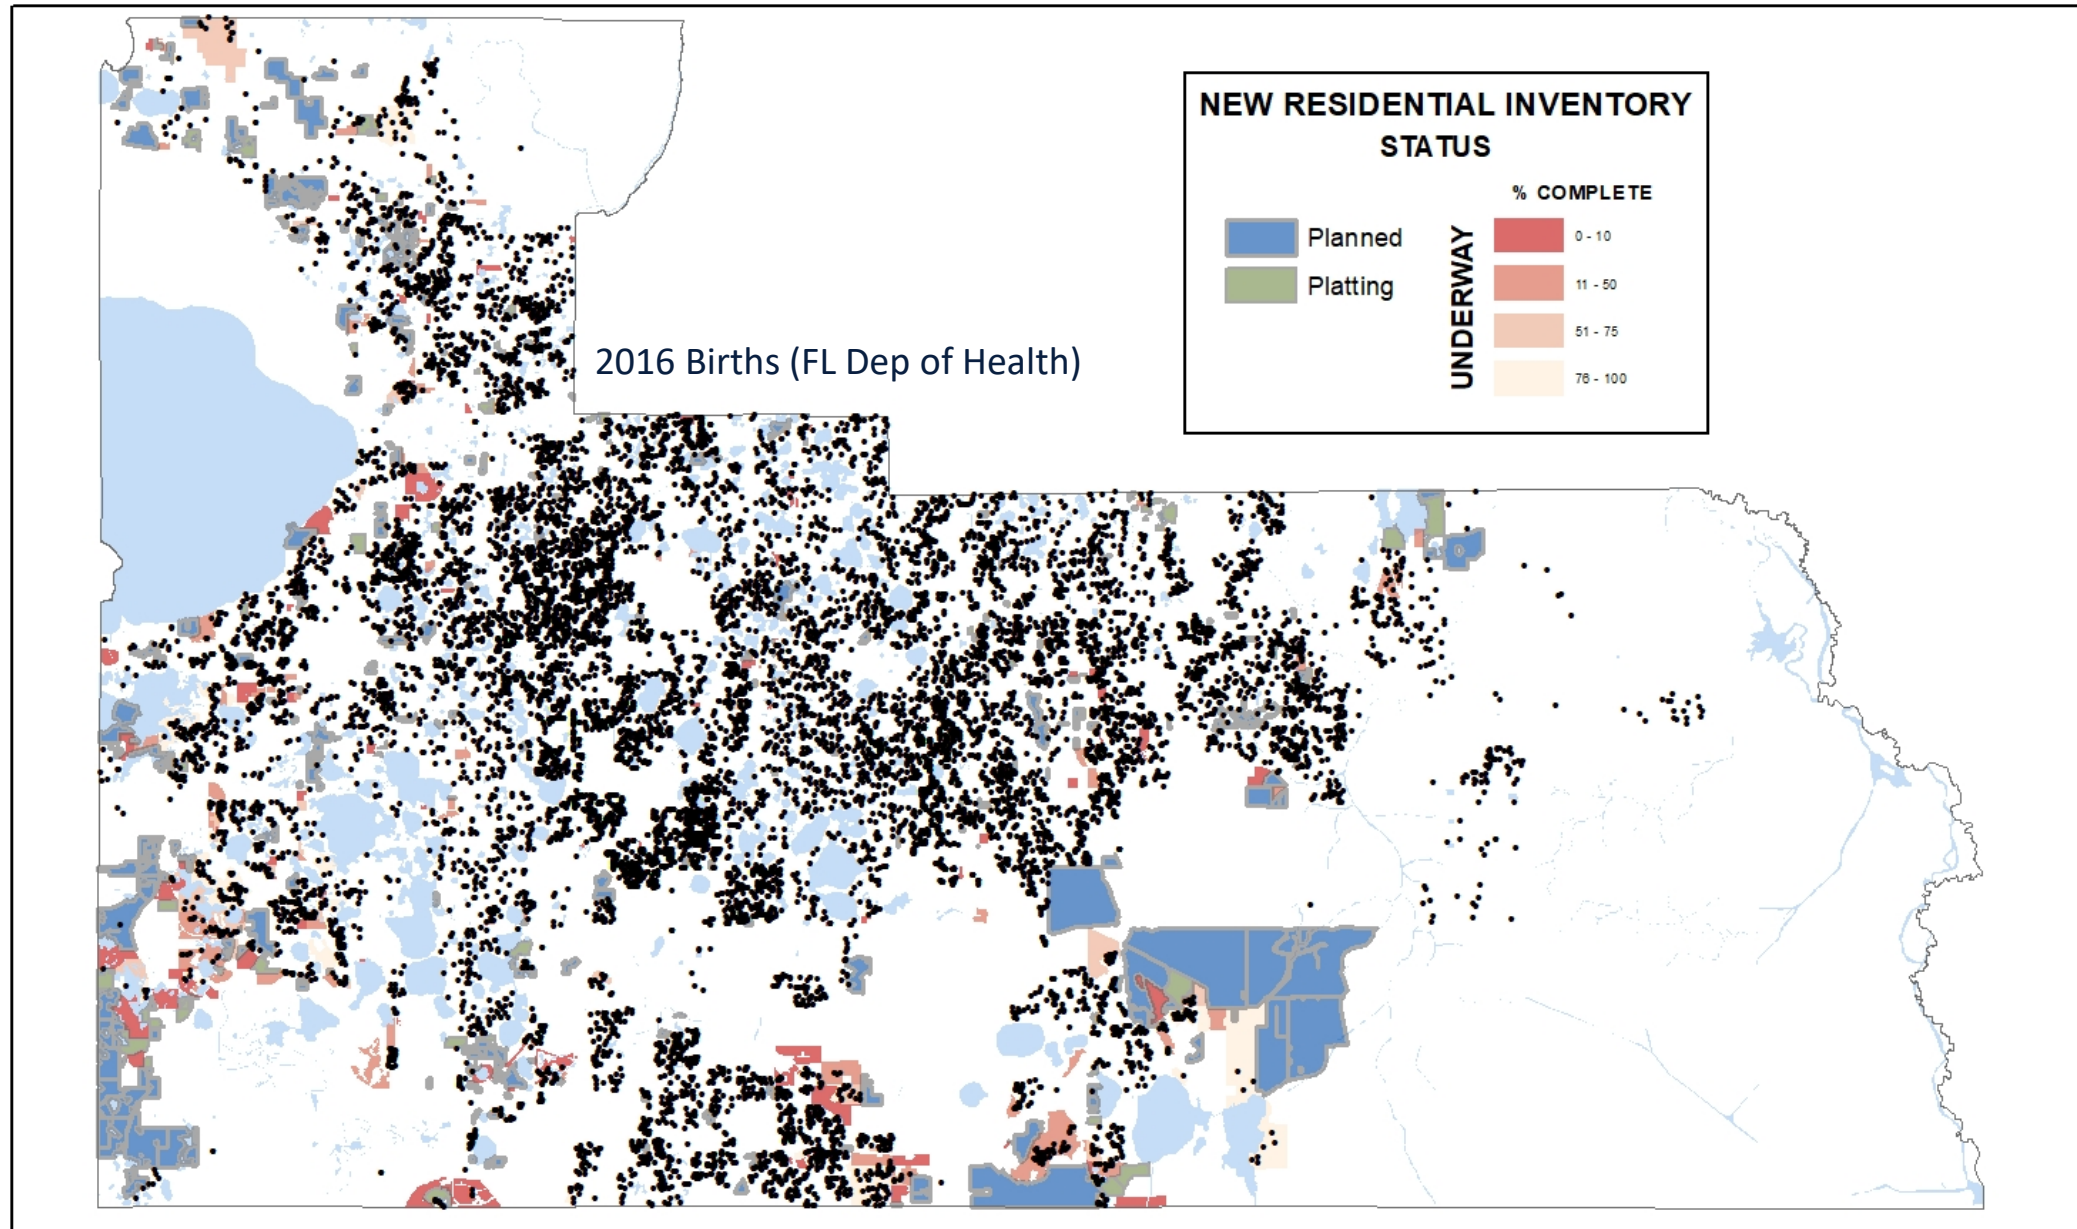 NEW RESIDENTIAL INVENTORY
STATUS
% COMPLETE
Planned
Platting
UNDERWAY
0 - 10
11 - 50
51 - 75
76 - 100
2016 Births (FL Dep of Health)